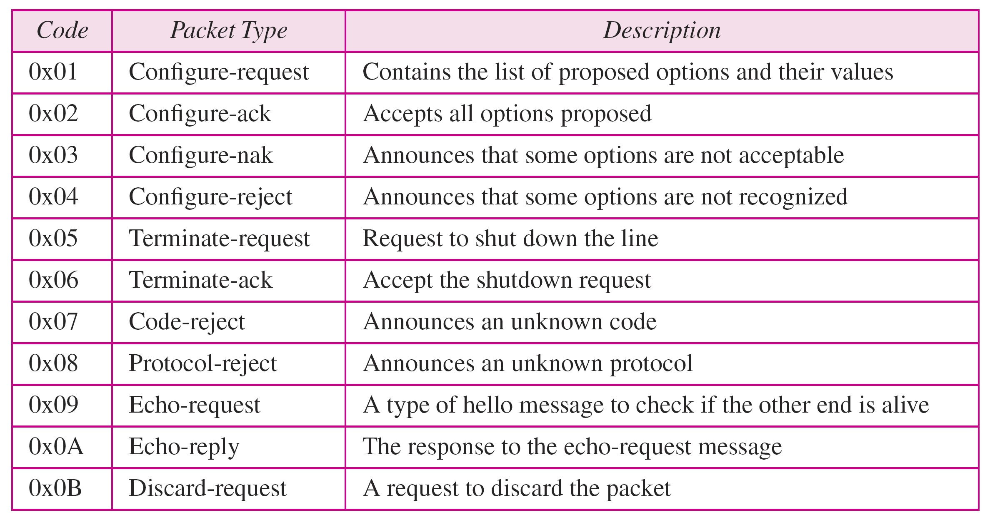 Code Packet Type Description
0x01 Configure-request Contains the list of proposed options and their values
0x02 Configure-ack Accepts all options proposed
0x03 Configure-nak Announces that some options are not acceptable
0x04 Configure-reject Announces that some options are not recognized
0x05 Terminate-request Request to shut down the line
0x06 Terminate-ack Accept the shutdown request
0x07 Code-reject Announces an unknown code
0x08 Protocol-reject Announces an unknown protocol
0x09 Echo-request A type of hello message to check if the other end is alive
0x0A Echo-reply The response to the echo-request message
0x0B Discard-request A request to discard the packet